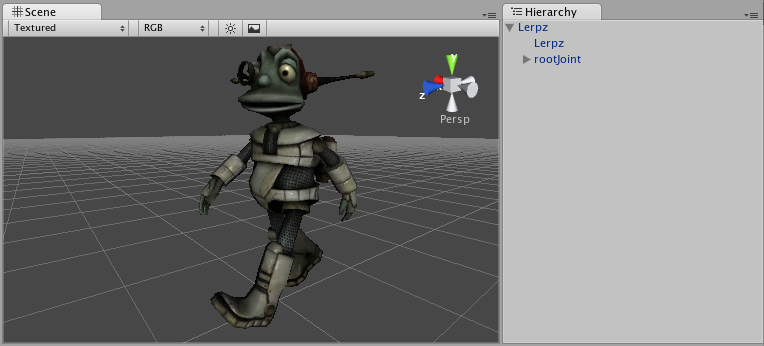 Scene
Textured RGB
y
z
Persp
Hierarchy
Lerpz
Lerpz
rootJoint